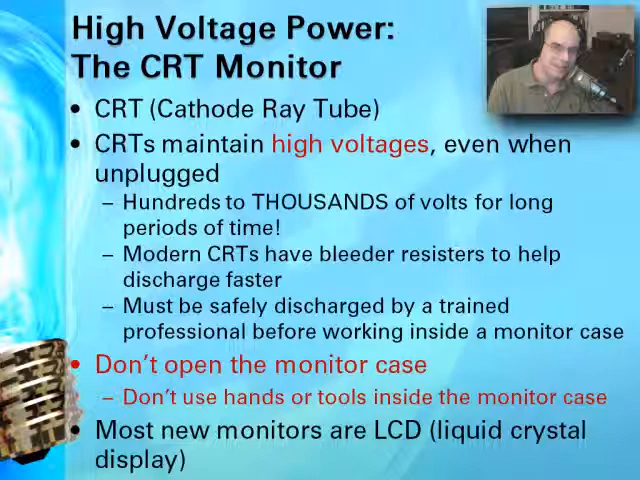 High Voltage Power:
The CRT Monitor
• CRT (Cathode Ray Tube)
• CRTs maintain high voltages, even when
unplugged
– Hundreds to THOUSANDS of volts for long
periods of time!
– Modern CRTs have bleeder resisters to help
discharge faster
– Must be safely discharged by a trained
professional before working inside a monitor case
• Don't open the monitor case
– Don't use hands or tools inside the monitor case
• Most new monitors are LCD (liquid crystal
display)